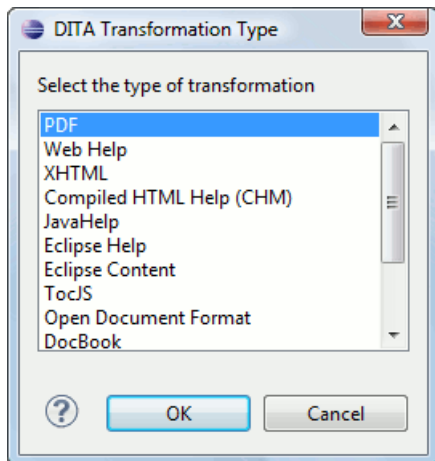 DITA Transformation Type
Select the type of transformation
PDF
Web Help
XHTML
Compiled HTML Help (CHM)
JavaHelp
Eclipse Help
Eclipse Content
TocJS
Open Document Format
DocBook
?
OK
Cancel